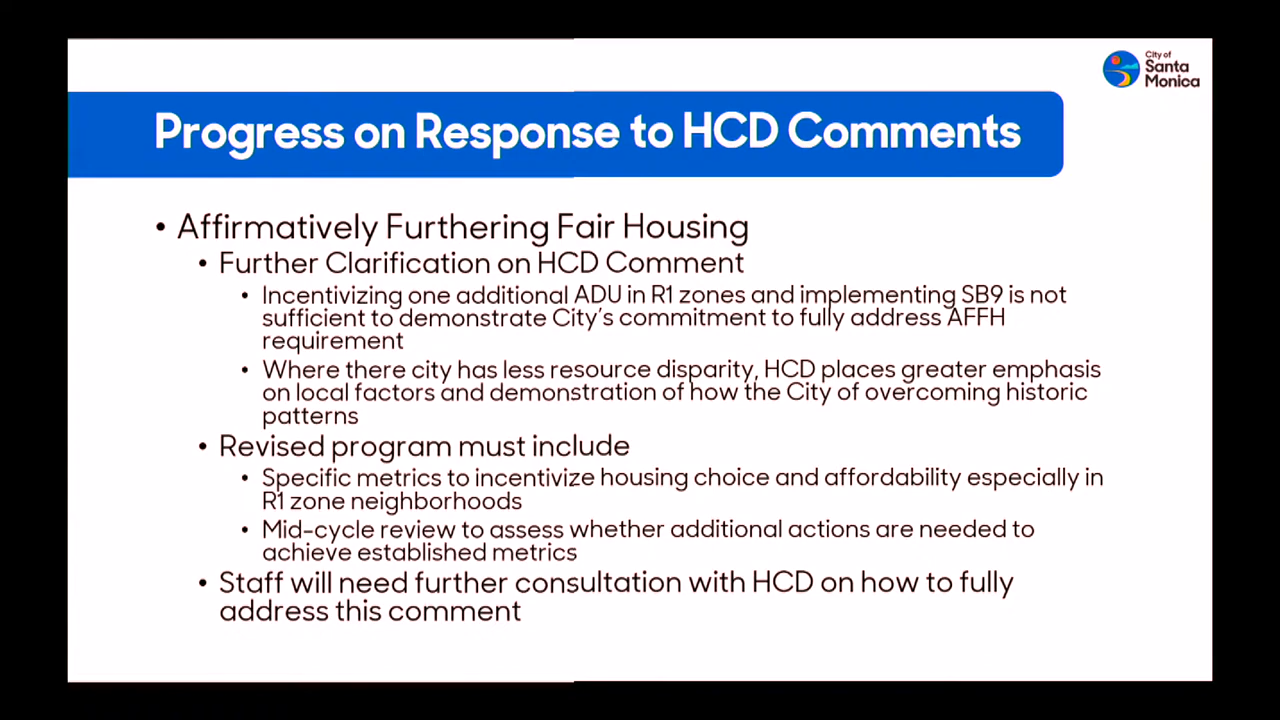 City of
Santa
Monica
Progress on Response to HCD Comments
• Affirmatively Furthering Fair Housing
• Further Clarification on HCD Comment
• Incentivizing one additional ADU in R1 zones and implementing SB9 is not
sufficient to demonstrate City's commitment to fully address AFFH
requirement
• Where there city has less resource disparity, HCD places greater emphasis
on local factors and demonstration of how the City of overcoming historic
patterns
• Revised program must include
• Specific metrics to incentivize housing choice and affordability especially in
R1 zone neighborhoods
• Mid-cycle review to assess whether additional actions are needed to
achieve established metrics
• Staff will need further consultation with HCD on how to fully
address this comment